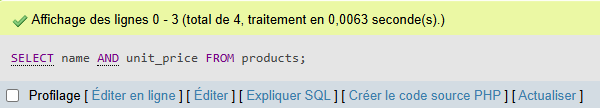 Affichage des lignes 0 - 3 (total de 4, traitement en 0,0063 seconde(s).)
SELECT name AND unit_price FROM products;
Profilage [ Éditer en ligne ] [ Éditer ] [ Expliquer SQL ] [ Créer le code source PHP ] [ Actualiser ]